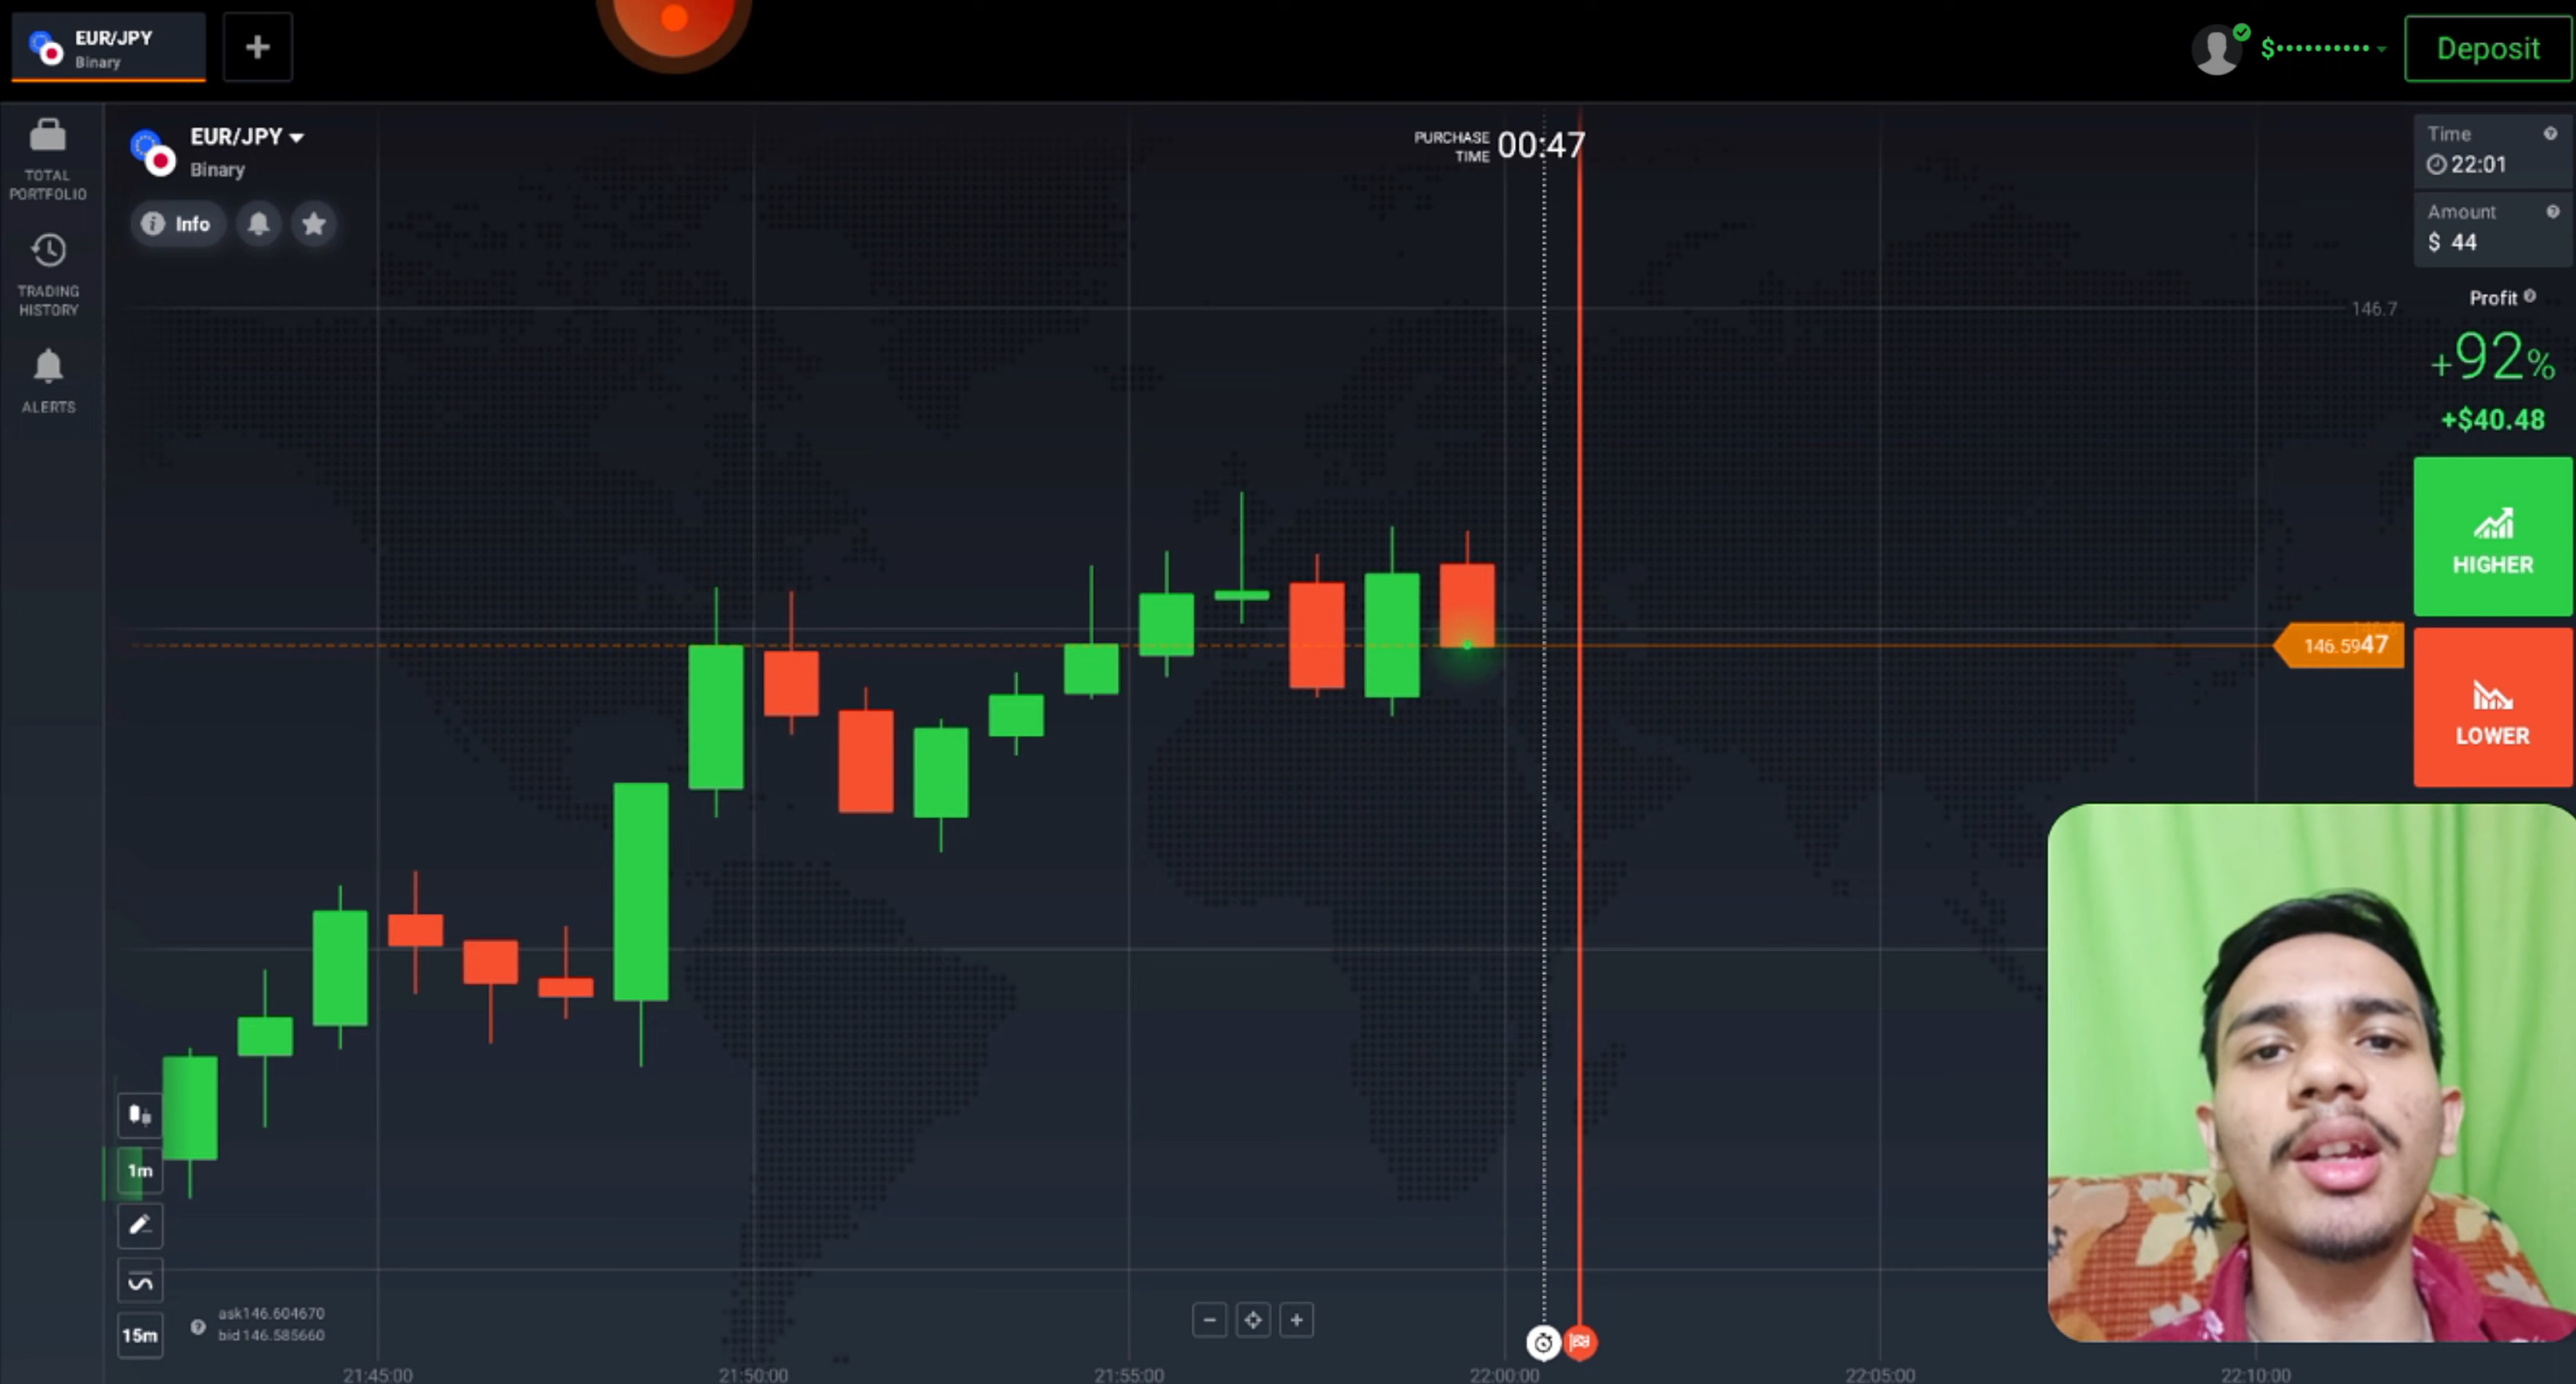 EUR/JPY
Binary
+
$••••••••••
Deposit
TOTAL
PORTFOLIO
TRADING
HISTORY
ALERTS
EUR/JPY
Binary
Info
PURCHASE
TIME
00:47
Time
22:01
Amount
$ 44
Profit
+92%
+$40.48
HIGHER
LOWER
146.7
146.5947
1m
15m
ask146.604670
bid146.585660
21:45:00
21:50:00
21:55:00
22:00:00
22:05:00
22:10:00